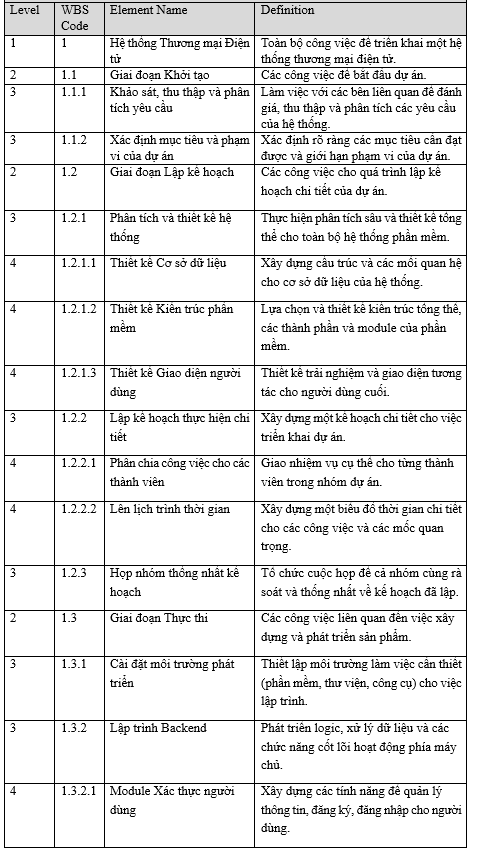 Level WBS Code Element Name Definition
1 1 Hệ thống Thương mại Điện tử Toàn bộ công việc để triển khai một hệ thống thương mại điện tử.
2 1.1 Giai đoạn Khởi tạo Các công việc để bắt đầu dự án.
3 1.1.1 Khảo sát, thu thập và phân tích yêu cầu Làm việc với các bên liên quan để đánh giá, thu thập và phân tích các yêu cầu của hệ thống.
3 1.1.2 Xác định mục tiêu và phạm vi của dự án Xác định rõ ràng các mục tiêu cần đạt được và giới hạn phạm vi của dự án.
2 1.2 Giai đoạn Lập kế hoạch Các công việc cho quá trình lập kế hoạch chi tiết của dự án.
3 1.2.1 Phân tích và thiết kế hệ thống Thực hiện phân tích sâu và thiết kế tổng thể cho toàn bộ hệ thống phần mềm.
4 1.2.1.1 Thiết kế Cơ sở dữ liệu Xây dựng cấu trúc và các mối quan hệ cho cơ sở dữ liệu của hệ thống.
4 1.2.1.2 Thiết kế Kiến trúc phần mềm Lựa chọn và thiết kế kiến trúc tổng thể, các thành phần và module của phần mềm.
4 1.2.1.3 Thiết kế Giao diện người dùng Thiết kế trải nghiệm và giao diện tương tác cho người dùng cuối.
3 1.2.2 Lập kế hoạch thực hiện chi tiết Xây dựng một kế hoạch chi tiết cho việc triển khai dự án.
4 1.2.2.1 Phân chia công việc cho các thành viên Giao nhiệm vụ cụ thể cho từng thành viên trong nhóm dự án.
4 1.2.2.2 Lên lịch trình thời gian Xây dựng một biểu đồ thời gian chi tiết cho các công việc và các mốc quan trọng.
3 1.2.3 Họp nhóm thống nhất kế hoạch Tổ chức cuộc họp để cả nhóm cùng rà soát và thống nhất về kế hoạch đã lập.
2 1.3 Giai đoạn Thực thi Các công việc liên quan đến việc xây dựng và phát triển sản phẩm.
3 1.3.1 Cài đặt môi trường phát triển Thiết lập môi trường làm việc cần thiết (phần mềm, thư viện, công cụ) cho việc lập trình.
3 1.3.2 Lập trình Backend Phát triển logic, xử lý dữ liệu và các chức năng cốt lõi hoạt động phía máy chủ.
4 1.3.2.1 Module Xác thực người dùng Xây dựng các tính năng để quản lý thông tin, đăng ký, đăng nhập cho người dùng.